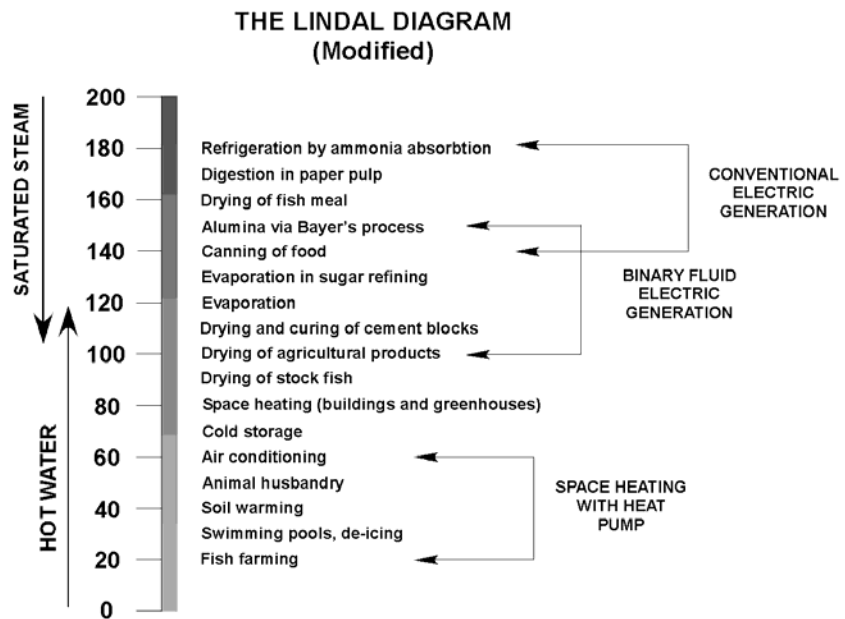 THE LINDAL DIAGRAM
(Modified)
SATURATED STEAM
HOT WATER
200
180
160
140
120
100
80
60
40
20
0
Refrigeration by ammonia absorbtion
Digestion in paper pulp
Drying of fish meal
Alumina via Bayer's process
Canning of food
Evaporation in sugar refining
Evaporation
Drying and curing of cement blocks
Drying of agricultural products
Drying of stock fish
Space heating (buildings and greenhouses)
Cold storage
Air conditioning
Animal husbandry
Soil warming
Swimming pools, de-icing
Fish farming
CONVENTIONAL
ELECTRIC
GENERATION
BINARY FLUID
ELECTRIC
GENERATION
SPACE HEATING
WITH HEAT
PUMP